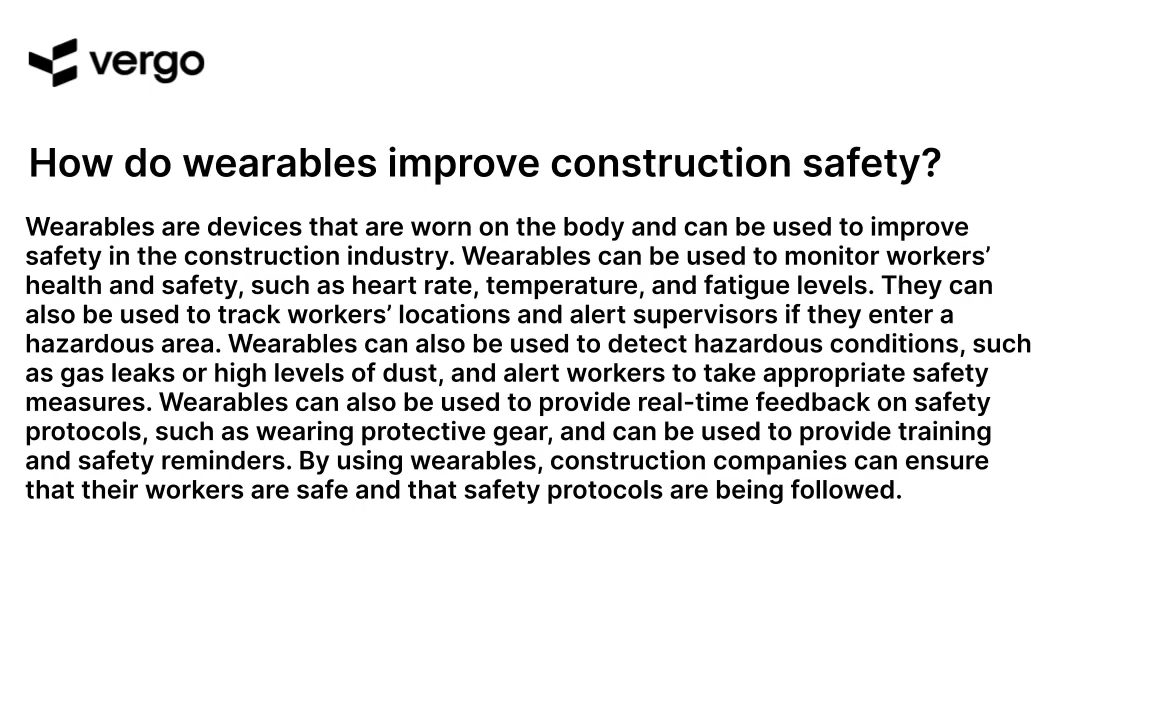 vergo
How do wearables improve construction safety?
Wearables are devices that are worn on the body and can be used to improve
safety in the construction industry. Wearables can be used to monitor workers’
health and safety, such as heart rate, temperature, and fatigue levels. They can
also be used to track workers’ locations and alert supervisors if they enter a
hazardous area. Wearables can also be used to detect hazardous conditions, such
as gas leaks or high levels of dust, and alert workers to take appropriate safety
measures. Wearables can also be used to provide real-time feedback on safety
protocols, such as wearing protective gear, and can be used to provide training
and safety reminders. By using wearables, construction companies can ensure
that their workers are safe and that safety protocols are being followed.